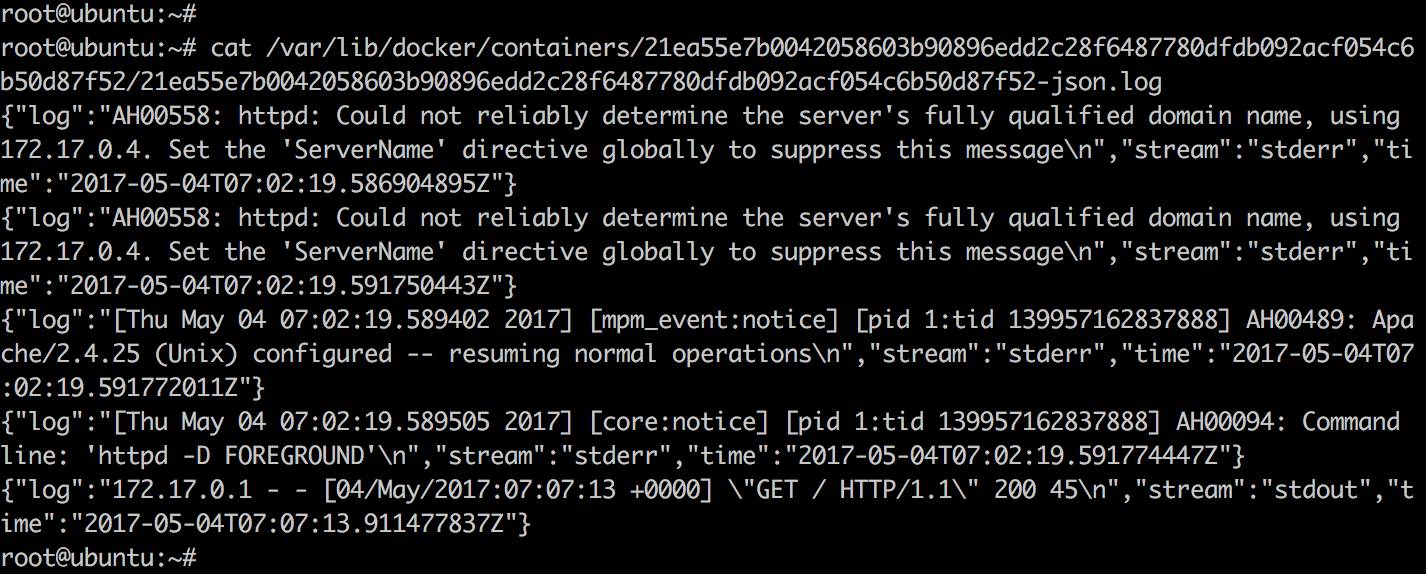 root@ubuntu:~#
root@ubuntu:~# cat /var/lib/docker/containers/21ea55e7b0042058603b90896edd2c28f6487780dfdb092acf054c6
b50d87f52/21ea55e7b0042058603b90896edd2c28f6487780dfdb092acf054c6b50d87f52-json.log
{"log":"AH00558: httpd: Could not reliably determine the server's fully qualified domain name, using
172.17.0.4. Set the 'ServerName' directive globally to suppress this message\n","stream":"stderr","ti
me":"2017-05-04T07:02:19.586904895Z"}
{"log":"AH00558: httpd: Could not reliably determine the server's fully qualified domain name, using
172.17.0.4. Set the 'ServerName' directive globally to suppress this message\n","stream":"stderr","ti
me":"2017-05-04T07:02:19.591750443Z"}
{"log":"[Thu May 04 07:02:19.589402 2017] [mpm_event:notice] [pid 1:tid 139957162837888] AH00489: Apa
che/2.4.25 (Unix) configured -- resuming normal operations\n","stream":"stderr","time":"2017-05-04T07
:02:19.591772011Z"}
{"log":"[Thu May 04 07:02:19.589505 2017] [core:notice] [pid 1:tid 139957162837888] AH00094: Command
line: 'httpd -D FOREGROUND'\n","stream":"stderr","time":"2017-05-04T07:02:19.591774447Z"}
{"log":"172.17.0.1 - - [04/May/2017:07:07:13 +0000] \"GET / HTTP/1.1\" 200 45\n","stream":"stdout","t
ime":"2017-05-04T07:07:13.911477837Z"}
root@ubuntu:~#